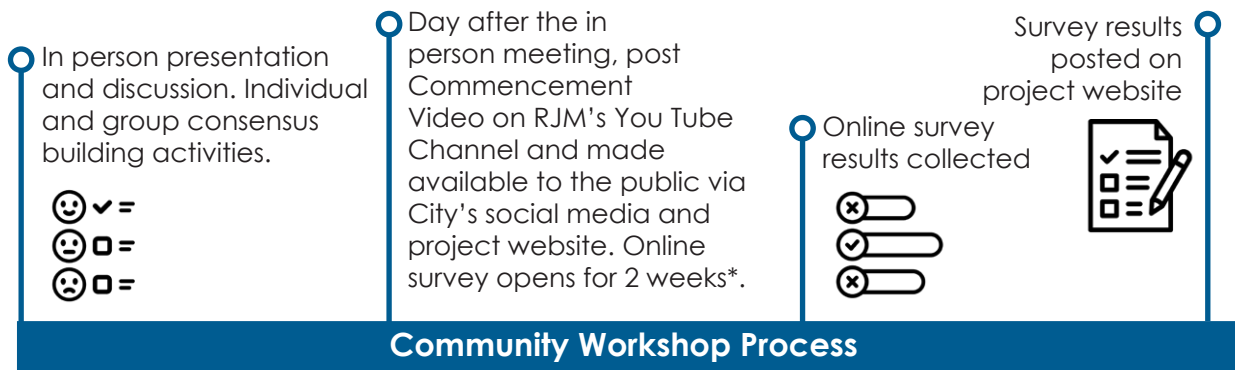 In person presentation
and discussion. Individual
and group consensus
building activities.
Day after the in
person meeting, post
Commencement
Video on RJM's You Tube
Channel and made
available to the public via
City's social media and
project website. Online
survey opens for 2 weeks*.
Online survey
results collected
Survey results
posted on
project website
Community Workshop Process